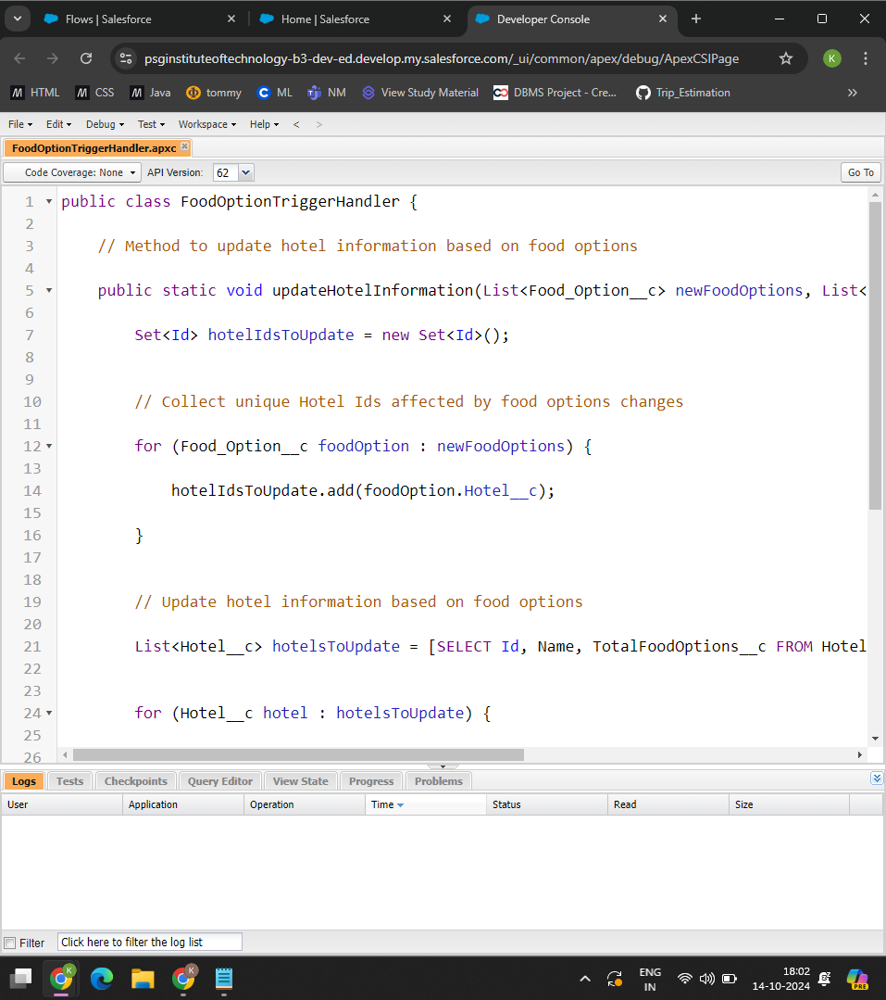 Flows | Salesforce
Home | Salesforce
Developer Console
psginstituteoftechnology-b3-dev-ed.develop.my.salesforce.com/_ui/common/apex/debug/ApexCSIPage
K
HTML CSS Java tommy ML NM View Study Material DBMS Project - Cre... Trip_Estimation »
File Edit Debug Test Workspace Help < >
FoodOptionTriggerHandler.apxc
Code Coverage: None API Version: 62 Go To
1 public class FoodOptionTriggerHandler {
2
3 // Method to update hotel information based on food options
4
5 public static void updateHotelInformation(List<Food_Option__c> newFoodOptions, List<
6
7 Set<Id> hotelIdsToUpdate = new Set<Id>();
8
9
10 // Collect unique Hotel Ids affected by food options changes
11
12 for (Food_Option__c foodOption : newFoodOptions) {
13
14 hotelIdsToUpdate.add(foodOption.Hotel__c);
15
16 }
17
18
19 // Update hotel information based on food options
20
21 List<Hotel__c> hotelsToUpdate = [SELECT Id, Name, TotalFoodOptions__c FROM Hotel
22
23
24 for (Hotel__c hotel : hotelsToUpdate) {
25
26
Logs Tests Checkpoints Query Editor View State Progress Problems
User Application Operation Time Status Read Size
Filter Click here to filter the log list
K K ENG 18:02
IN 14-10-2024 PRE